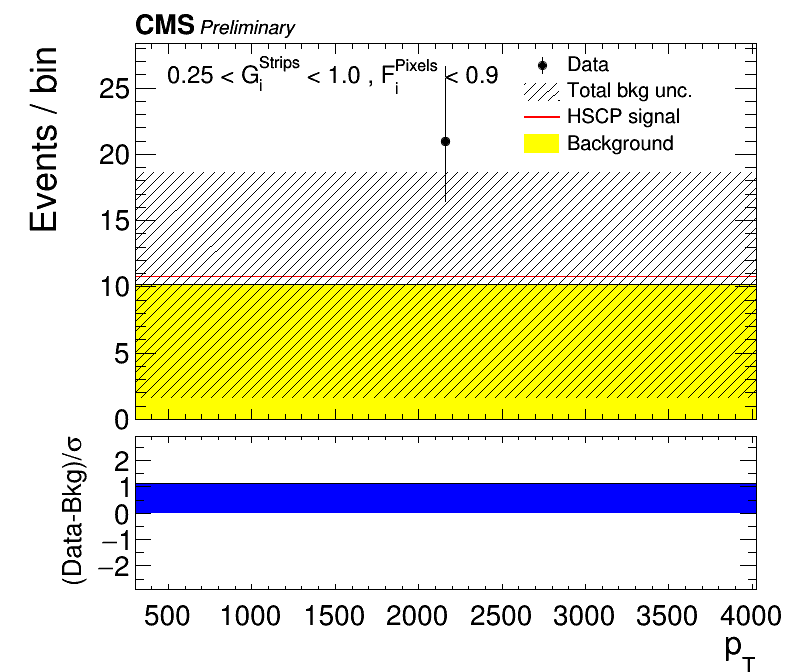 CMS Preliminary
0.25 < G_i^Strips < 1.0 , F_i^Pixels < 0.9
Data
Total bkg unc.
HSCP signal
Background
Events / bin
25
20
15
10
5
0
(Data-Bkg)/σ
2
1
0
−1
−2
500 1000 1500 2000 2500 3000 3500 4000
p_T